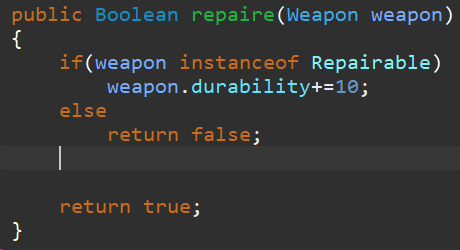 public Boolean repaire(Weapon weapon)
{
    if(weapon instanceof Repairable)
        weapon.durability+=10;
    else
        return false;

    return true;
}